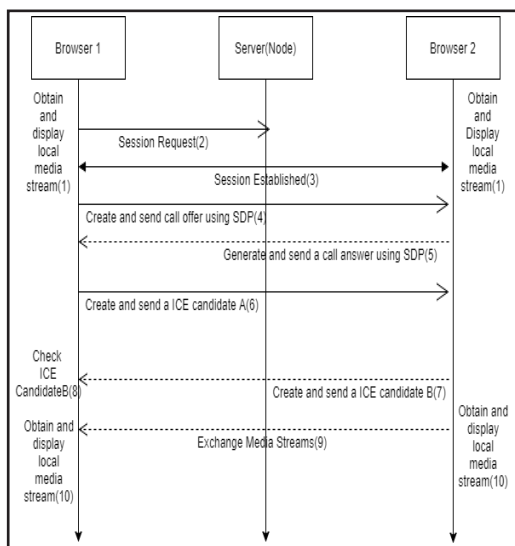 Browser 1
Server(Node)
Browser 2
Obtain
and
display
local
media
stream(1)
Obtain
and
Display
local
media
stream(1)
Session Request(2)
Session Established(3)
Create and send call offer using SDP(4)
Generate and send a call answer using SDP(5)
Create and send a ICE candidate A(6)
Check
ICE
CandidateB(8)
Create and send a ICE candidate B(7)
Obtain and
display
local
media
stream(10)
Exchange Media Streams(9)
Obtain and
display
local
media
stream(10)